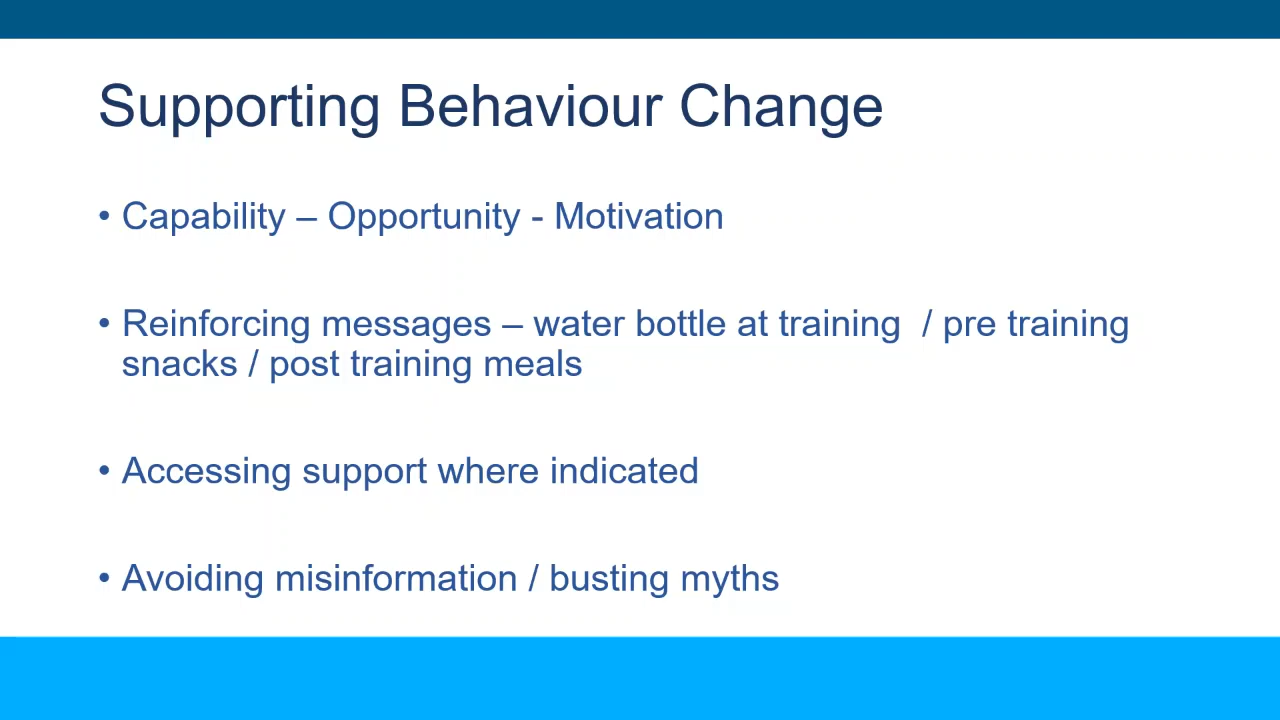 Supporting Behaviour Change
• Capability – Opportunity - Motivation
• Reinforcing messages – water bottle at training  / pre training
snacks / post training meals
• Accessing support where indicated
• Avoiding misinformation / busting myths